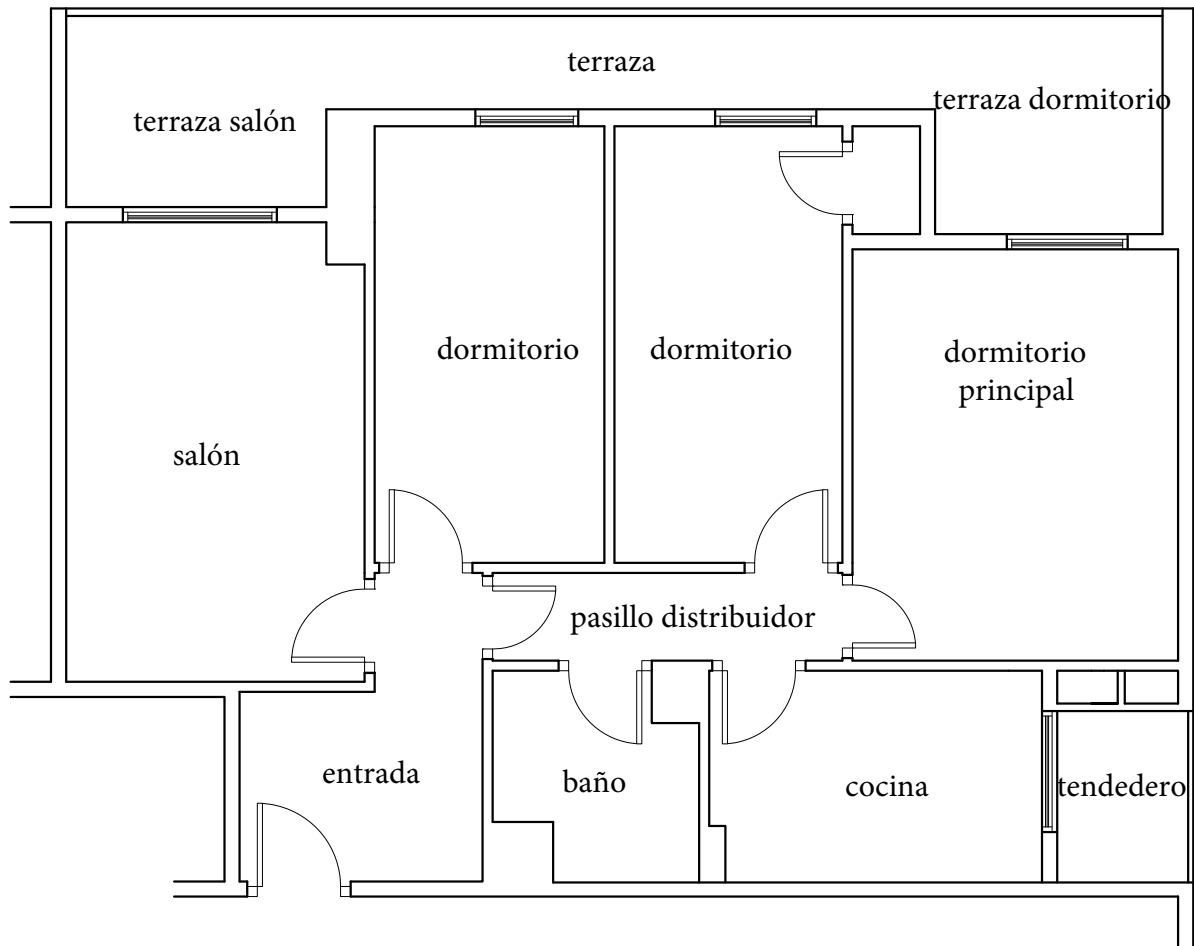 terraza
terraza dormitorio
terraza salón
dormitorio
dormitorio
dormitorio
principal
salón
pasillo distribuidor
entrada
baño
cocina
tendedero